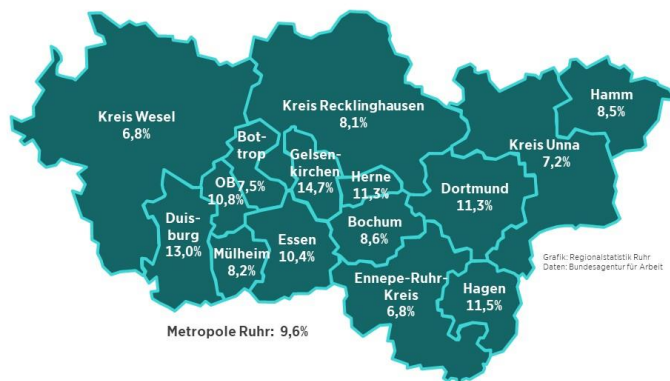 Kreis Wesel
6,8%
Kreis Recklinghausen
8,1%
Hamm
8,5%
Kreis Unna
7,2%
Bot-
trop
7,5%
Gelsen-
kirchen
14,7%
Herne
11,3%
OB
10,8%
Dortmund
11,3%
Duis-
burg
13,0%
Mülheim
8,2%
Essen
10,4%
Bochum
8,6%
Ennepe-Ruhr-
Kreis
6,8%
Hagen
11,5%
Grafik: Regionalstatistik Ruhr
Daten: Bundesagentur für Arbeit
Metropole Ruhr: 9,6%